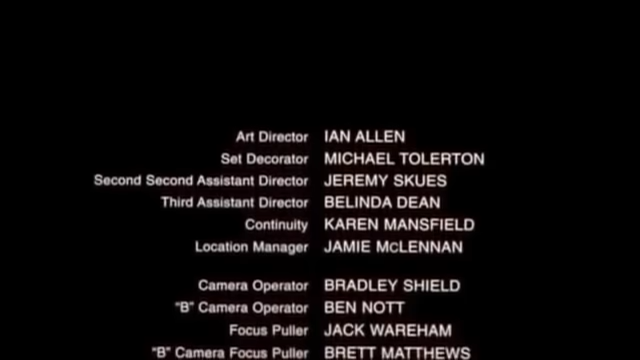 Art Director IAN ALLEN
Set Decorator MICHAEL TOLERTON
Second Second Assistant Director JEREMY SKUES
Third Assistant Director BELINDA DEAN
Continuity KAREN MANSFIELD
Location Manager JAMIE McLENNAN
Camera Operator BRADLEY SHIELD
"B" Camera Operator BEN NOTT
Focus Puller JACK WAREHAM
"B" Camera Focus Puller BRETT MATTHEWS